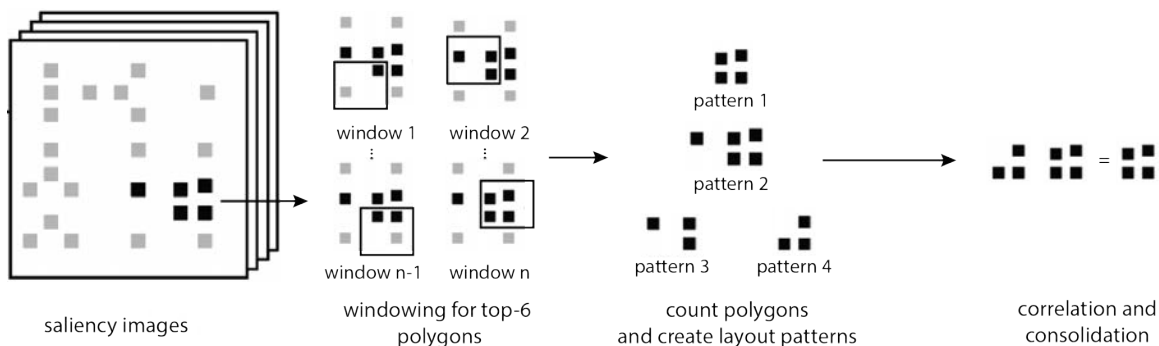 window 1
window 2
⋮
⋮
window n-1
window n
pattern 1
pattern 2
pattern 3
pattern 4
=
saliency images
windowing for top-6
polygons
count polygons
and create layout patterns
correlation and
consolidation